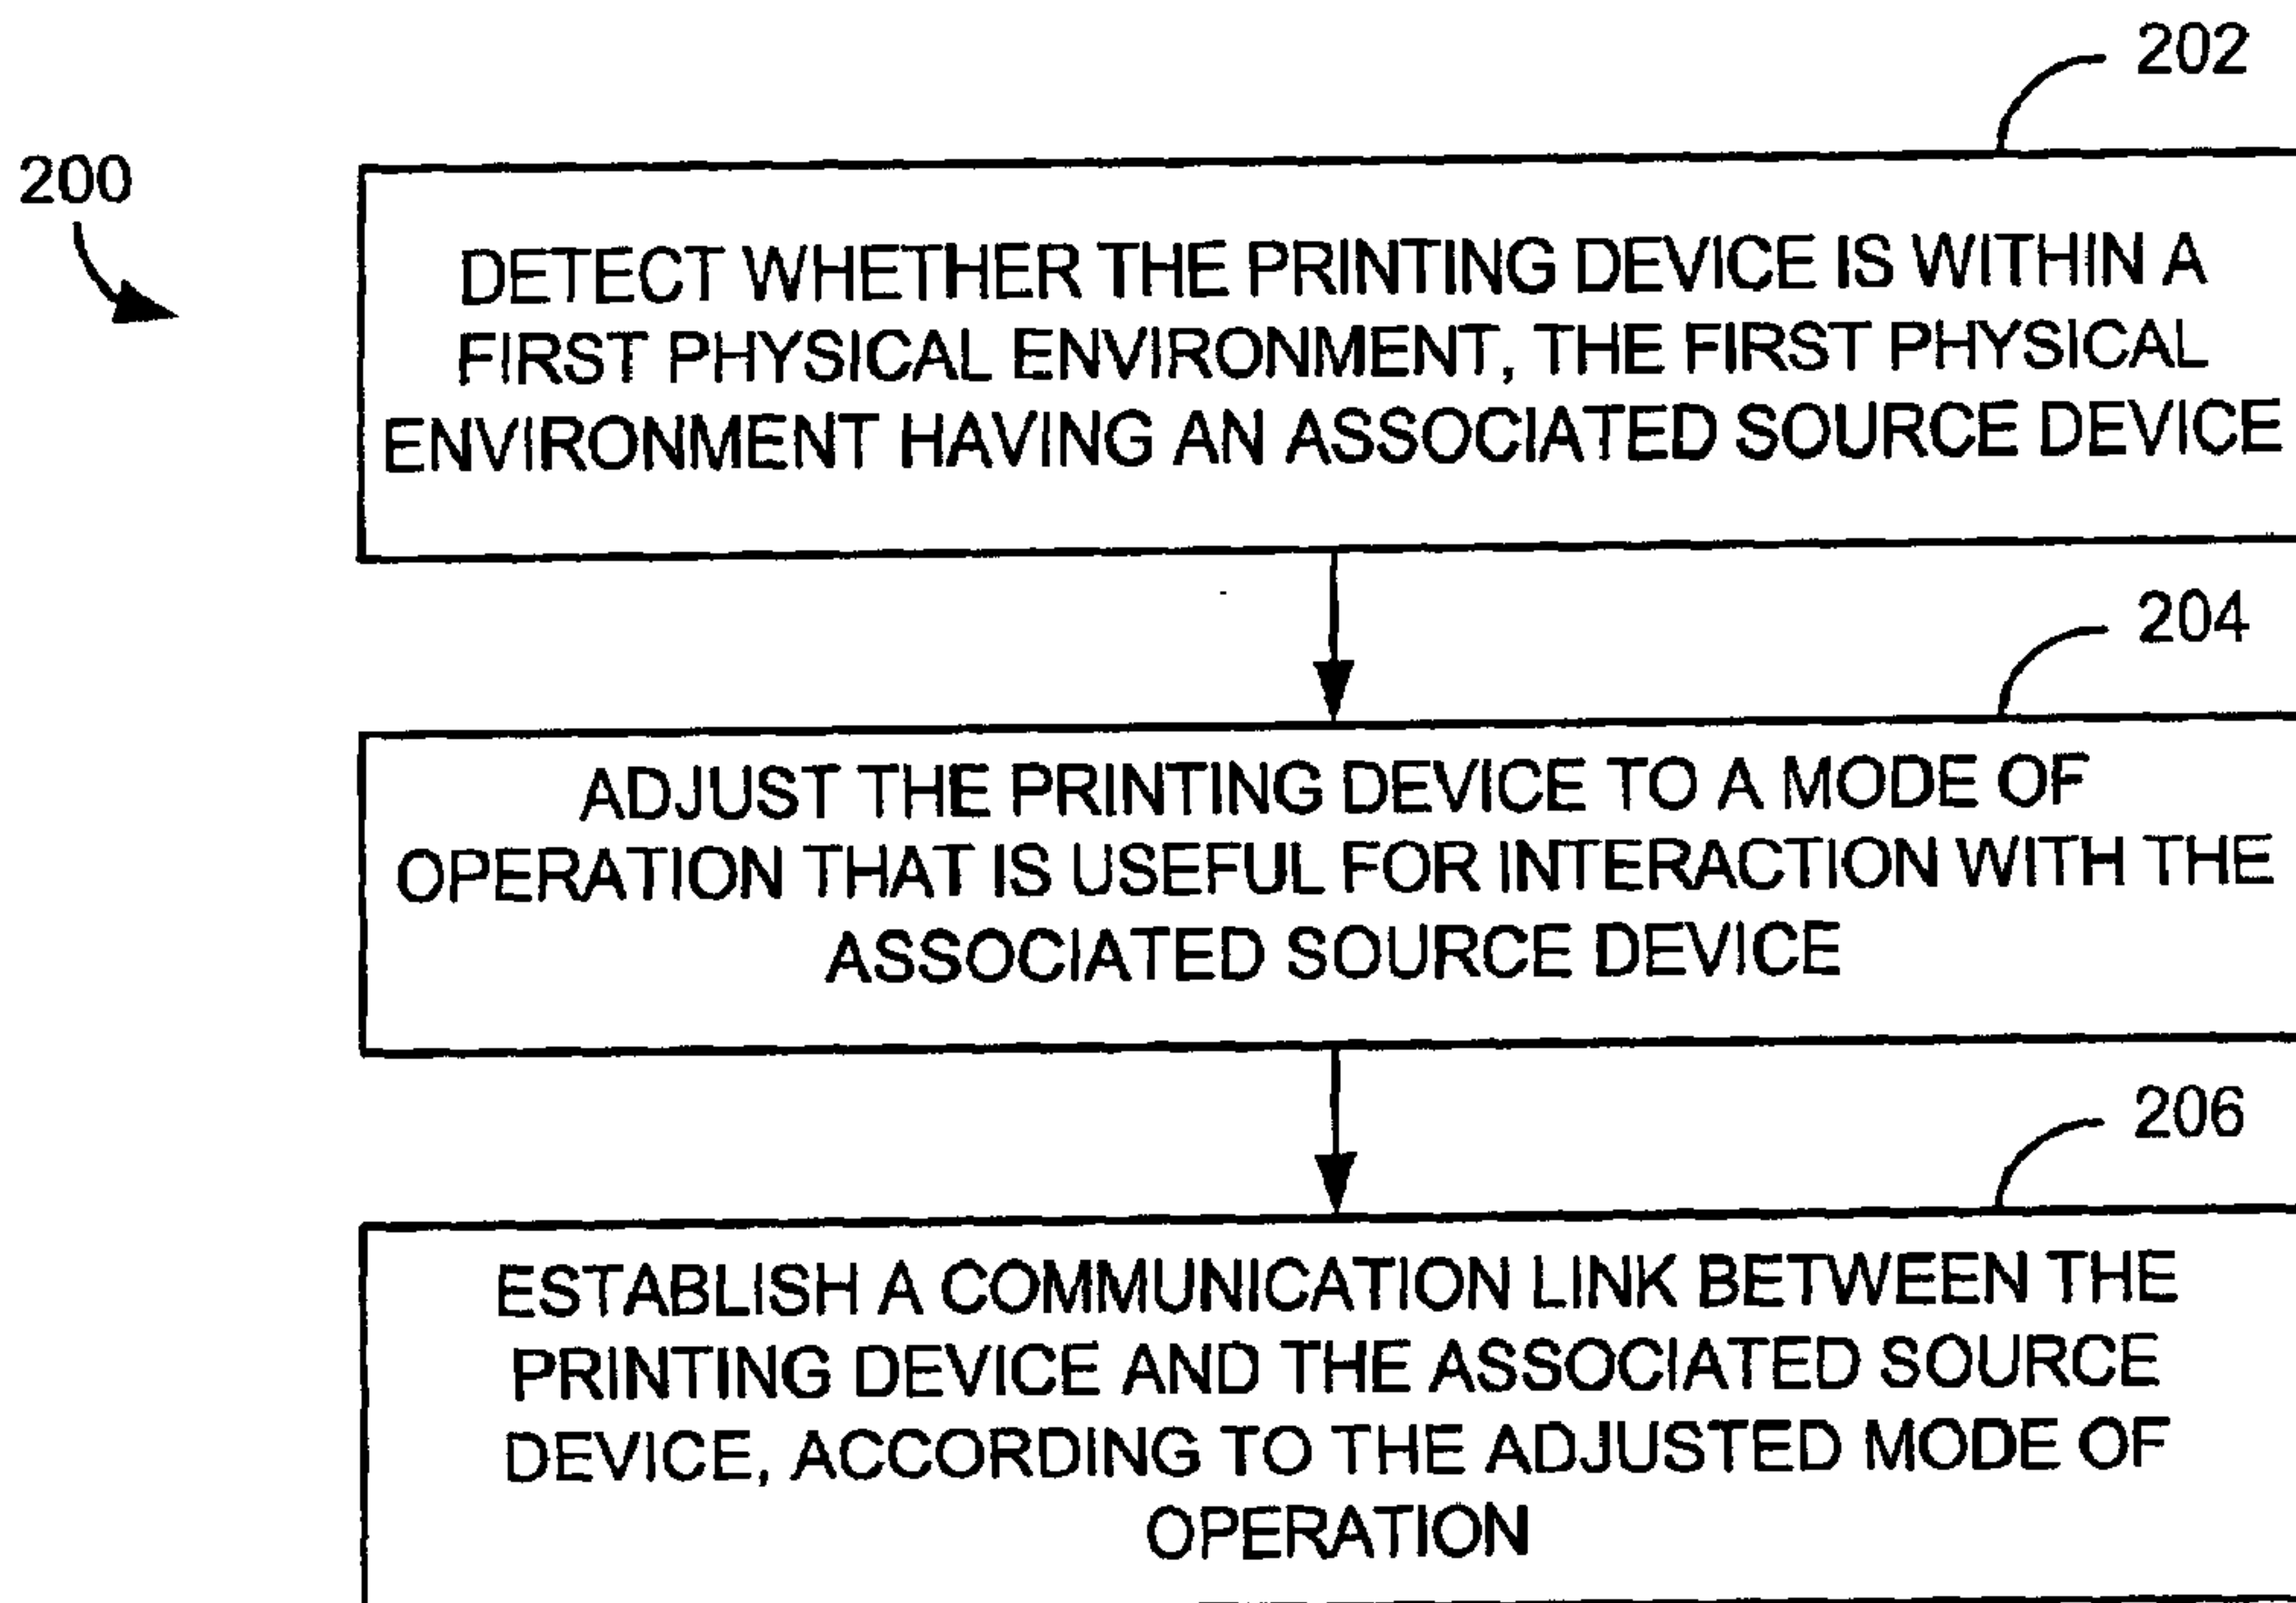 202
200
DETECT WHETHER THE PRINTING DEVICE IS WITHIN A
FIRST PHYSICAL ENVIRONMENT, THE FIRST PHYSICAL
ENVIRONMENT HAVING AN ASSOCIATED SOURCE DEVICE
204
ADJUST THE PRINTING DEVICE TO A MODE OF
OPERATION THAT IS USEFUL FOR INTERACTION WITH THE
ASSOCIATED SOURCE DEVICE
206
ESTABLISH A COMMUNICATION LINK BETWEEN THE
PRINTING DEVICE AND THE ASSOCIATED SOURCE
DEVICE, ACCORDING TO THE ADJUSTED MODE OF
OPERATION